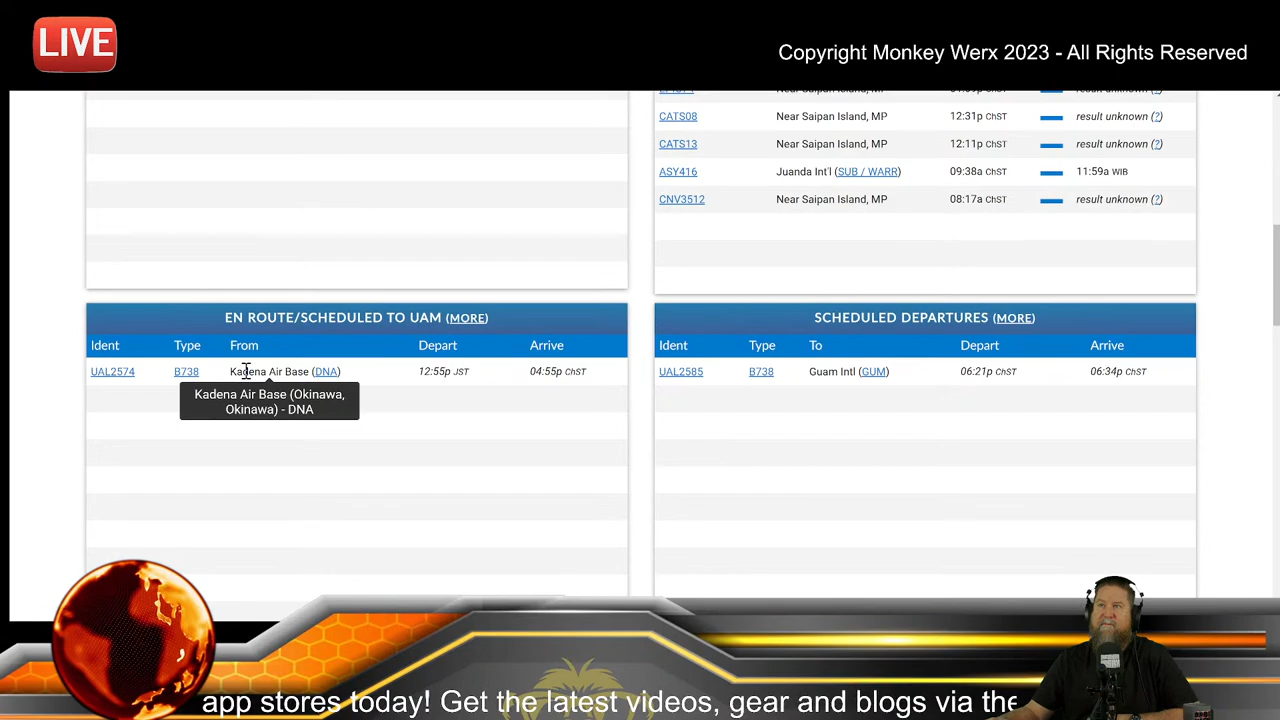 LIVE
Copyright Monkey Werx 2023 - All Rights Reserved
Near Saipan Island, MP
CATS08 Near Saipan Island, MP 12:31p ChST result unknown (?)
CATS13 Near Saipan Island, MP 12:11p ChST result unknown (?)
ASY416 Juanda Int'l (SUB / WARR) 09:38a ChST 11:59a WIB
CNV3512 Near Saipan Island, MP 08:17a ChST result unknown (?)
EN ROUTE/SCHEDULED TO UAM (MORE)
Ident Type From Depart Arrive
UAL2574 B738 Kadena Air Base (DNA) 12:55p JST 04:55p ChST
Kadena Air Base (Okinawa,
Okinawa) - DNA
SCHEDULED DEPARTURES (MORE)
Ident Type To Depart Arrive
UAL2585 B738 Guam Intl (GUM) 06:21p ChST 06:34p ChST
app stores today! Get the latest videos, gear and blogs via the